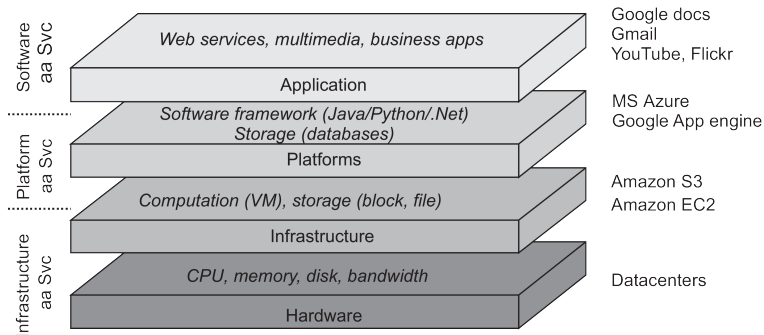 Software
aa Svc
Web services, multimedia, business apps
Application
Google docs
Gmail
YouTube, Flickr
Platform
aa Svc
Software framework (Java/Python/.Net)
Storage (databases)
Platforms
MS Azure
Google App engine
Infrastructure
aa Svc
Computation (VM), storage (block, file)
Infrastructure
Amazon S3
Amazon EC2
CPU, memory, disk, bandwidth
Hardware
Datacenters